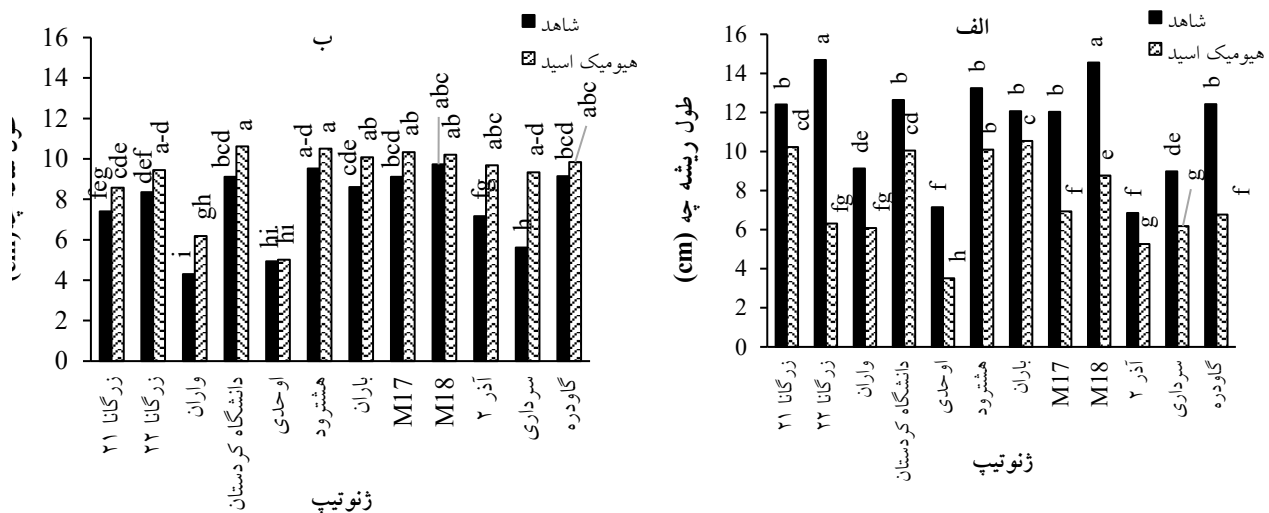 الف
شاهد
هیومیک اسید
طول ریشه چه (cm)
16
14
12
10
8
6
4
2
0
b
cd
a
fg
de
fg
b
cd
f
h
b
b
b
c
b
f
a
e
f
g
de
g
b
f
زرگانا ۲۱
زرگانا ۲۲
واران
دانشگاه کردستان
اوحدی
هشترود
باران
M17
M18
آذر ۲
سرداری
گاودره
ژنوتیپ
ب
شاهد
هیومیک اسید
(cm)
16
14
12
10
8
6
4
2
0
feg
cde
def
a-d
i
gh
bcd
a
hi
hi
a-d
a
cde
ab
bcd
ab
abc
ab
fg
abc
h
a-d
bcd
abc
زرگانا ۲۱
زرگانا ۲۲
واران
دانشگاه کردستان
اوحدی
هشترود
باران
M17
M18
آذر ۲
سرداری
گاودره
ژنوتیپ